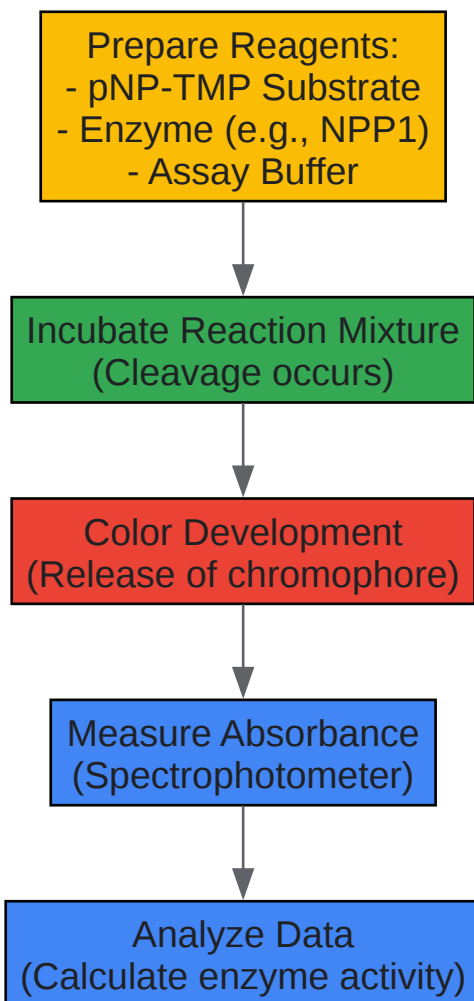 Prepare Reagents:
- pNP-TMP Substrate
- Enzyme (e.g., NPP1)
- Assay Buffer
Incubate Reaction Mixture
(Cleavage occurs)
Color Development
(Release of chromophore)
Measure Absorbance
(Spectrophotometer)
Analyze Data
(Calculate enzyme activity)